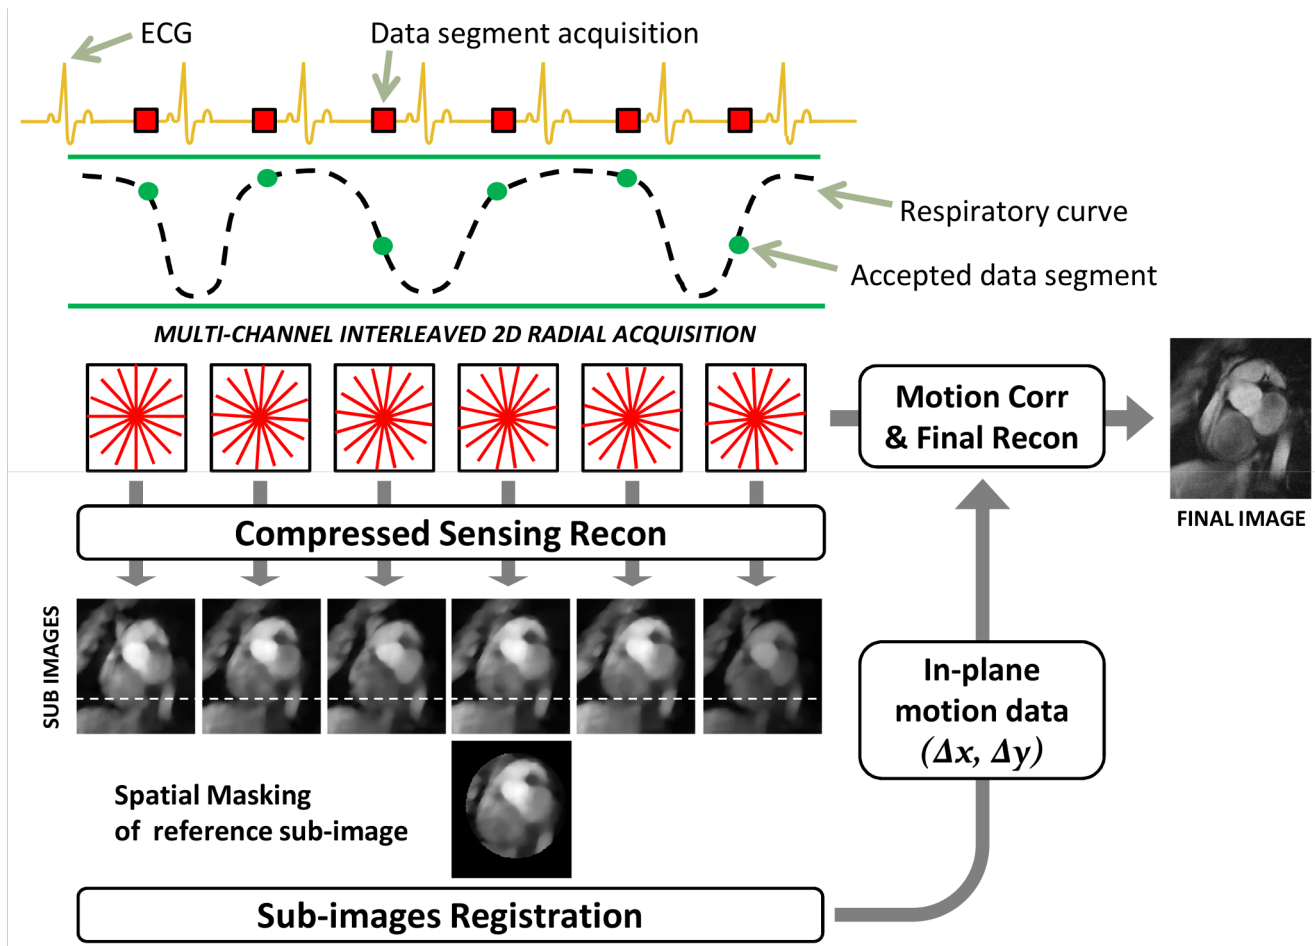 ECG
Data segment acquisition
Respiratory curve
Accepted data segment
MULTI-CHANNEL INTERLEAVED 2D RADIAL ACQUISITION
Motion Corr
& Final Recon
FINAL IMAGE
Compressed Sensing Recon
SUB IMAGES
In-plane
motion data
(Δx, Δy)
Spatial Masking
of reference sub-image
Sub-images Registration